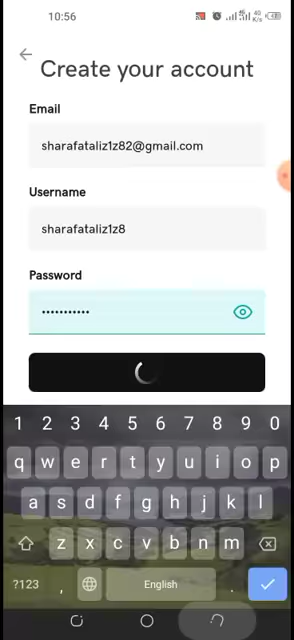 10:56
Create your account
Email
sharafataliz1z82@gmail.com
Username
sharafataliz1z8
Password
•••••••••••
1 2 3 4 5 6 7 8 9 0
q w e r t y u i o p
a s d f g h j k l
z x c v b n m
?123 , English .